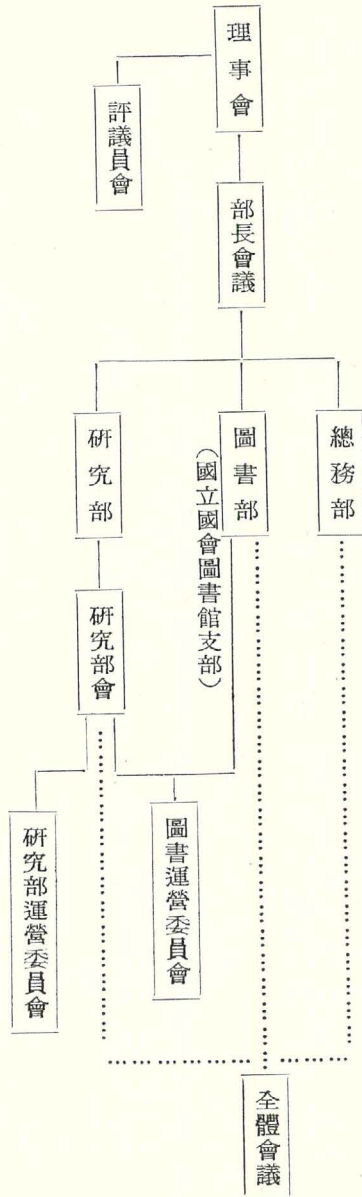 理事會
評議員會
部長會議
總務部
圖書部
（國立國會圖書館支部）
研究部
研究部會
圖書運營委員會
研究部運營委員會
全體會議